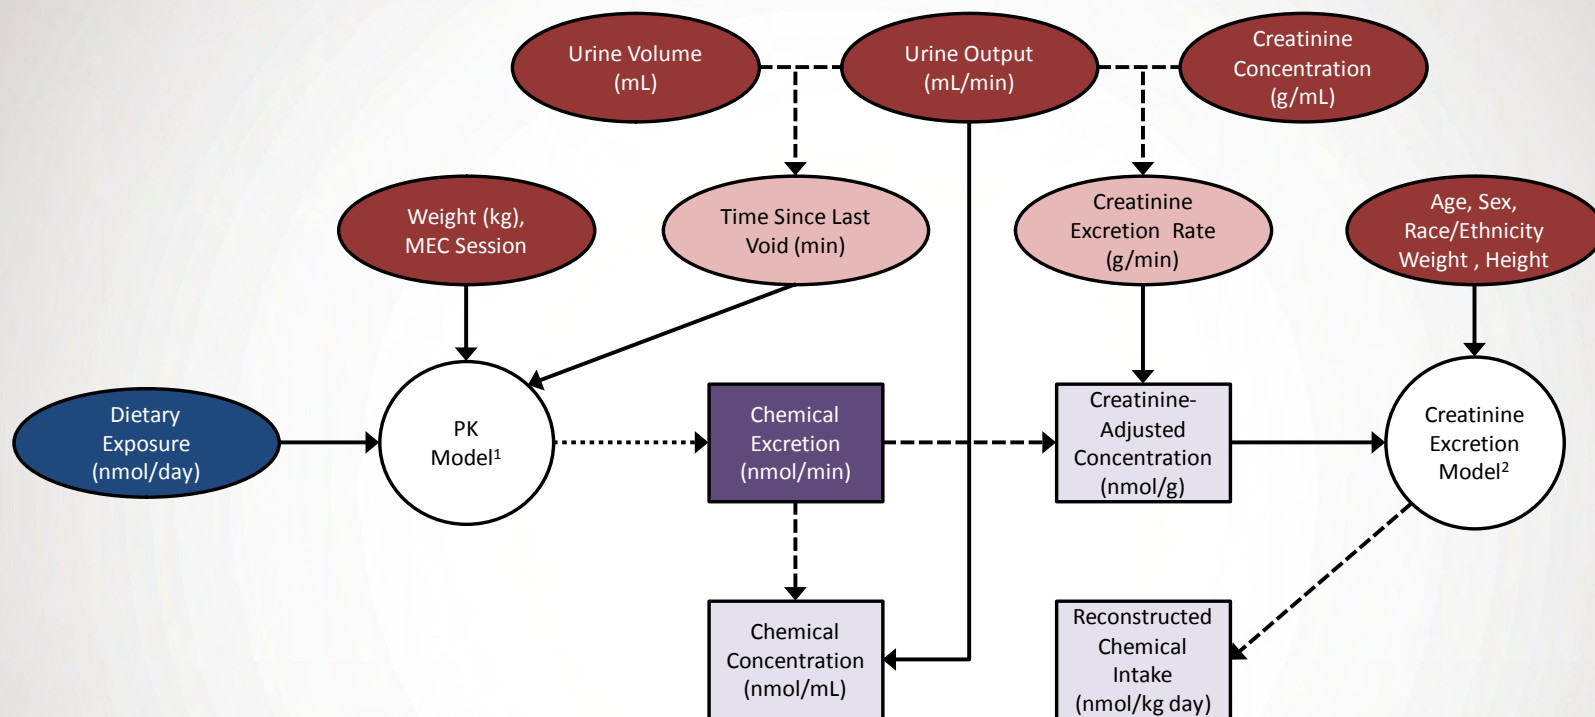 Urine Volume
(mL)
Urine Output
(mL/min)
Creatinine
Concentration
(g/mL)
Weight (kg),
MEC Session
Time Since Last
Void (min)
Creatinine
Excretion Rate
(g/min)
Age, Sex,
Race/Ethnicity
Weight , Height
Dietary
Exposure
(nmol/day)
PK
Model¹
Chemical
Excretion
(nmol/min)
Creatinine-
Adjusted
Concentration
(nmol/g)
Creatinine
Excretion
Model²
Chemical
Concentration
(nmol/mL)
Reconstructed
Chemical
Intake
(nmol/kg day)